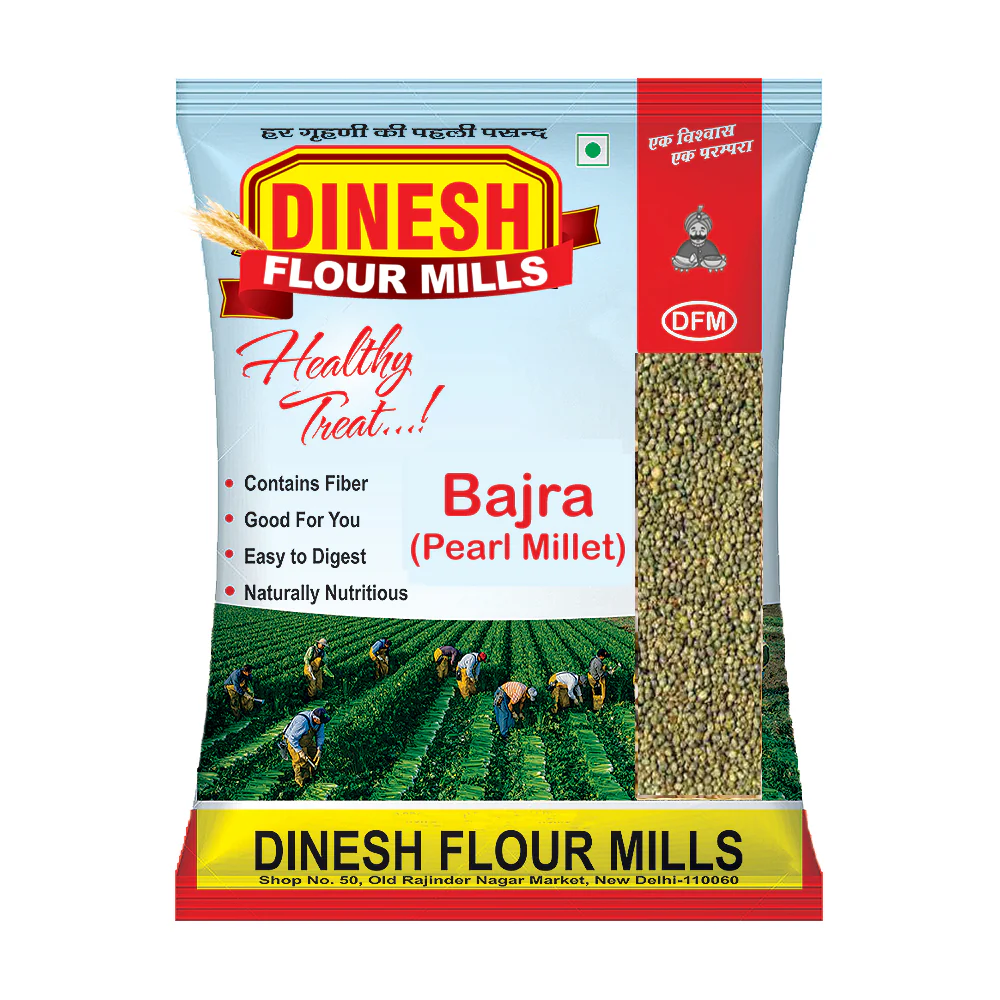 हर गृहणी की पहली पसन्द
एक विश्वास
एक परम्परा
DINESH
FLOUR MILLS
DFM
Healthy
Treat...!
• Contains Fiber
• Good For You
• Easy to Digest
• Naturally Nutritious
Bajra
(Pearl Millet)
DINESH FLOUR MILLS
Shop No. 50, Old Rajinder Nagar Market, New Delhi-110060